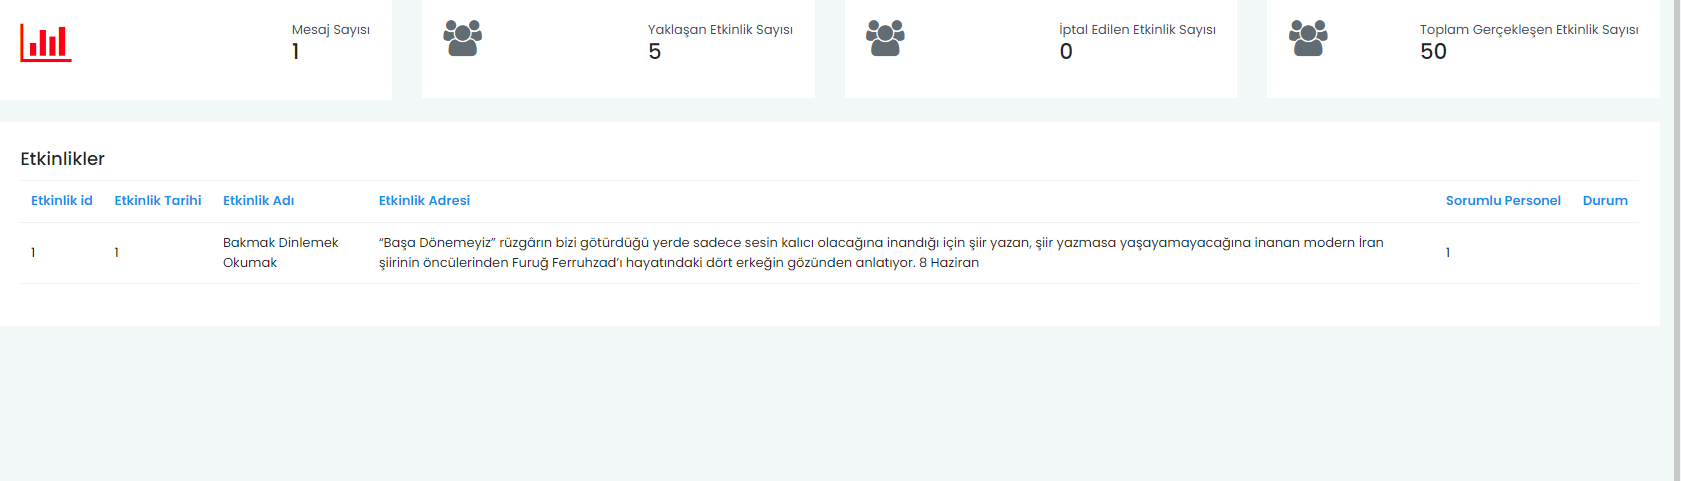 Mesaj Sayısı
1
Yaklaşan Etkinlik Sayısı
5
İptal Edilen Etkinlik Sayısı
0
Toplam Gerçekleşen Etkinlik Sayısı
50
Etkinlikler
Etkinlik id Etkinlik Tarihi Etkinlik Adı Etkinlik Adresi Sorumlu Personel Durum
1 1 Bakmak Dinlemek Okumak “Başa Dönemeyiz” rüzgârın bizi götürdüğü yerde sadece sesin kalıcı olacağına inandığı için şiir yazan, şiir yazmasa yaşayamayacağına inanan modern İran
şiirinin öncülerinden Furuğ Ferruhzad’ı hayatındaki dört erkeğin gözünden anlatıyor. 8 Haziran 1